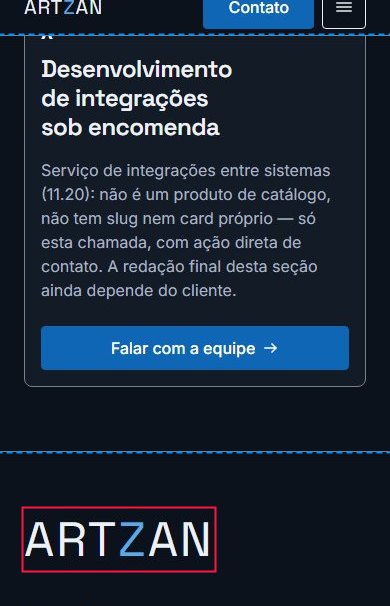 ARTZAN
Contato
Desenvolvimento
de integrações
sob encomenda
Serviço de integrações entre sistemas
(11.20): não é um produto de catálogo,
não tem slug nem card próprio — só
esta chamada, com ação direta de
contato. A redação final desta seção
ainda depende do cliente.
Falar com a equipe →
ARTZAN